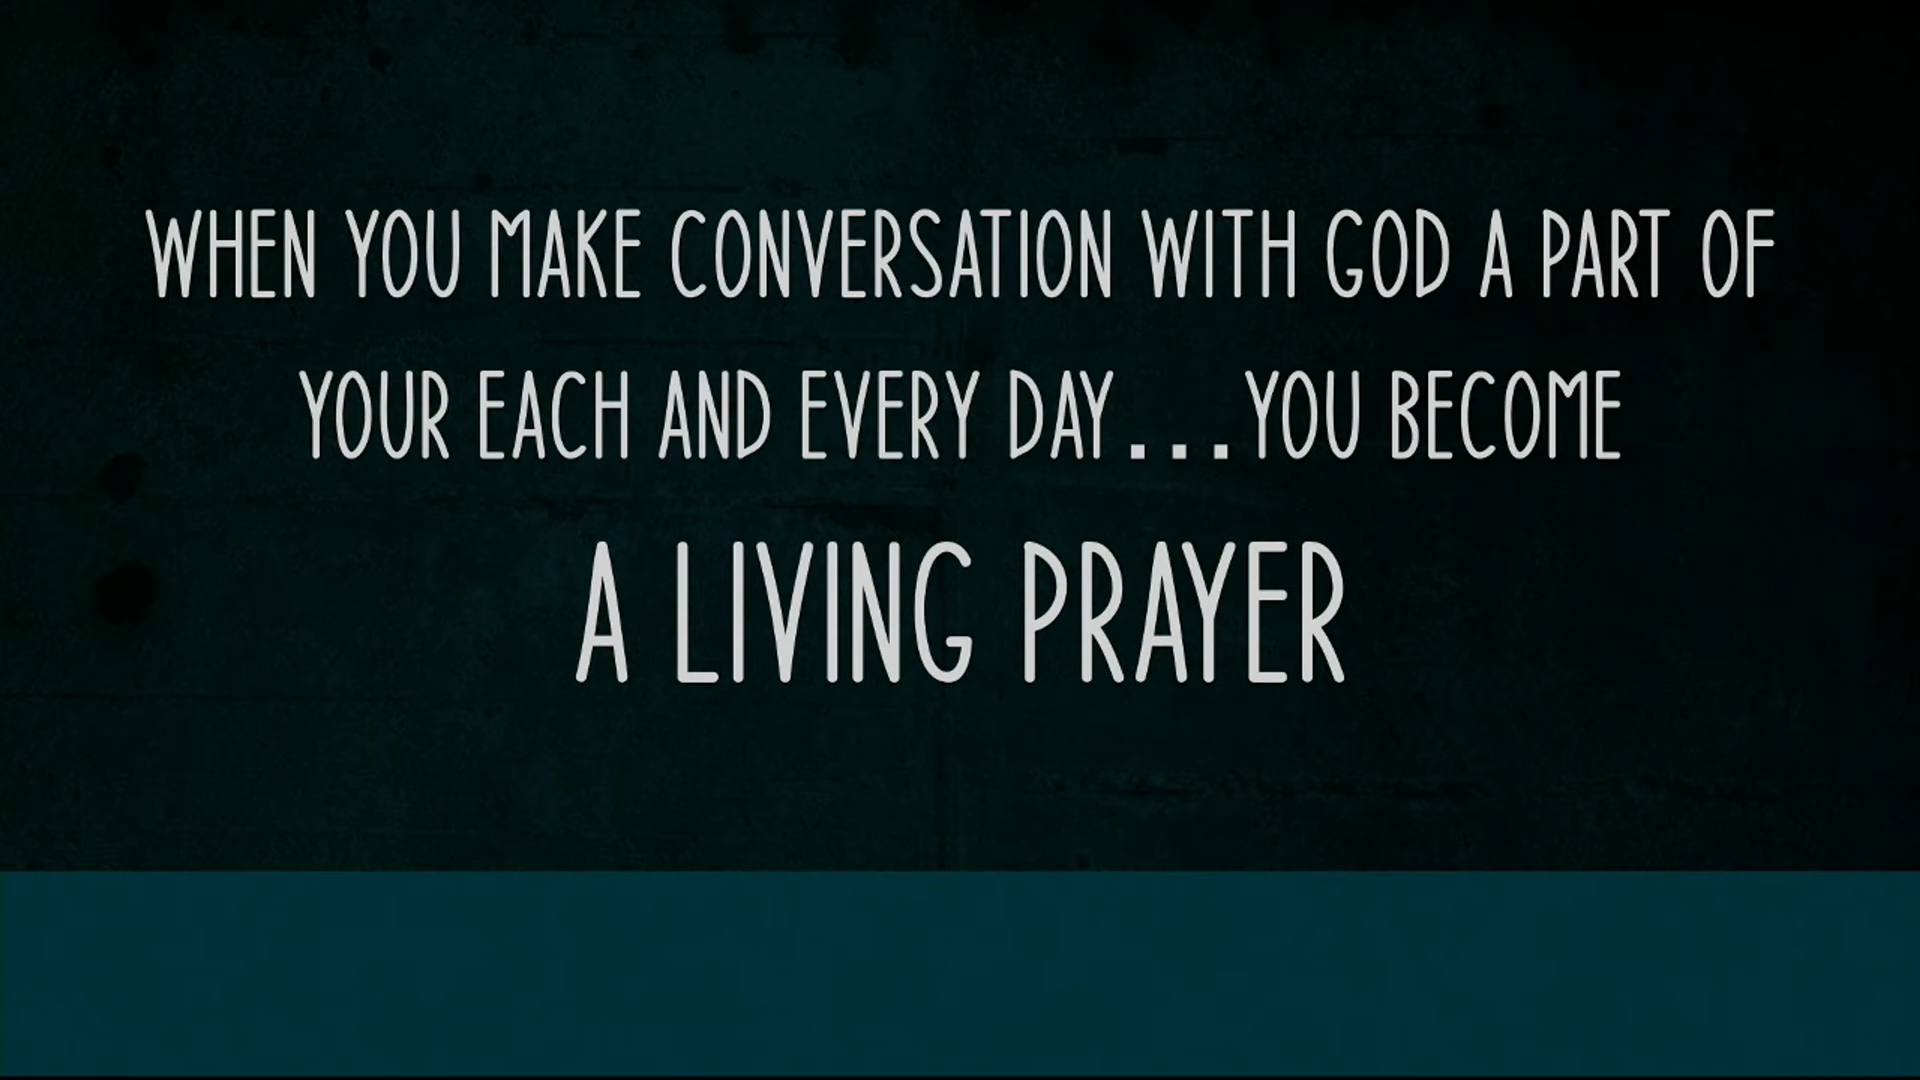 WHEN YOU MAKE CONVERSATION WITH GOD A PART OF
YOUR EACH AND EVERY DAY...YOU BECOME
A LIVING PRAYER